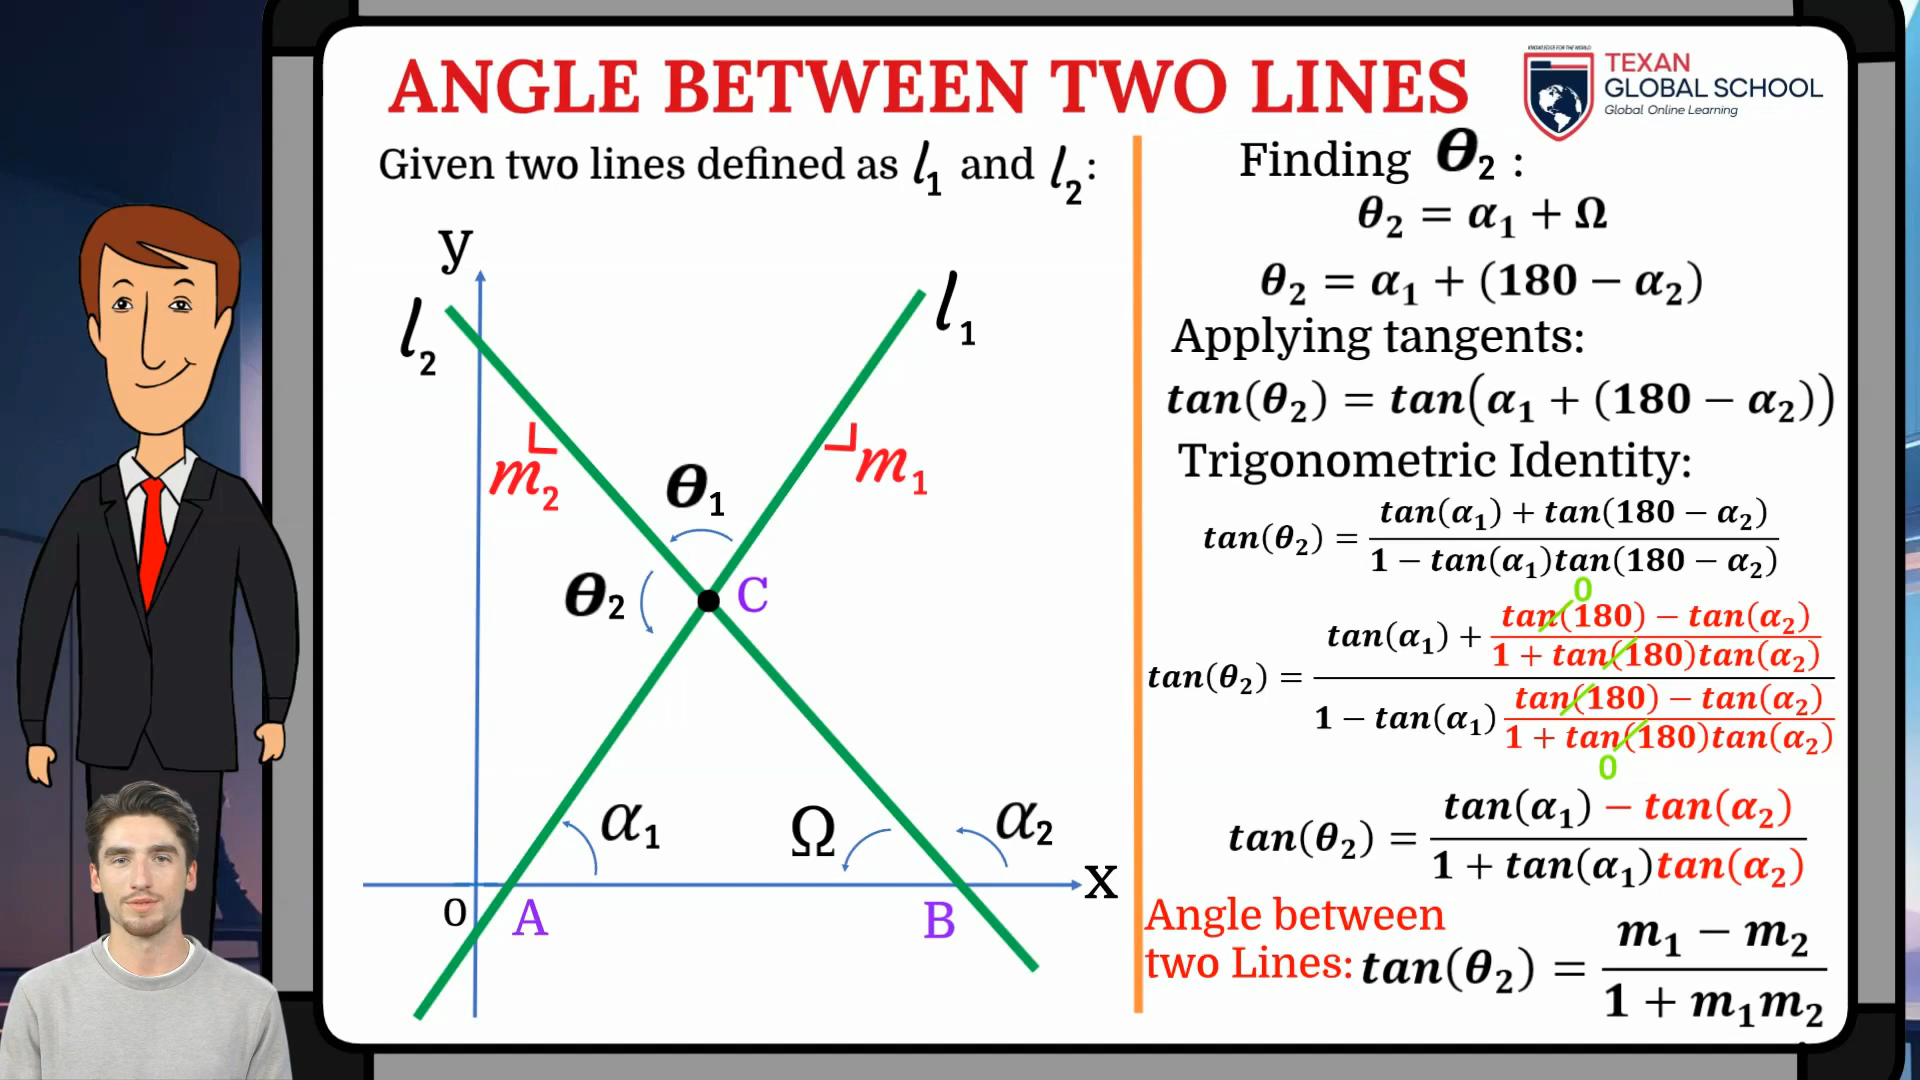 ANGLE BETWEEN TWO LINES
KNOWLEDGE FOR THE WORLD
TEXAN
GLOBAL SCHOOL
Global Online Learning
Given two lines defined as l₁ and l₂:
y
l₂
l₁
m₂
m₁
θ₁
θ₂
C
α₁
Ω
α₂
x
0
A
B
Finding θ₂ :
θ₂ = α₁ + Ω
θ₂ = α₁ + (180 − α₂)
Applying tangents:
tan(θ₂) = tan(α₁ + (180 − α₂))
Trigonometric Identity:
tan(θ₂) = (tan(α₁) + tan(180 − α₂)) / (1 − tan(α₁)tan(180 − α₂))
0
tan(θ₂) = (tan(α₁) + (tan(180) − tan(α₂)) / (1 + tan(180)tan(α₂))) / (1 − tan(α₁) (tan(180) − tan(α₂)) / (1 + tan(180)tan(α₂)))
0
tan(θ₂) = (tan(α₁) − tan(α₂)) / (1 + tan(α₁)tan(α₂))
Angle between
two Lines: tan(θ₂) = (m₁ − m₂) / (1 + m₁m₂)